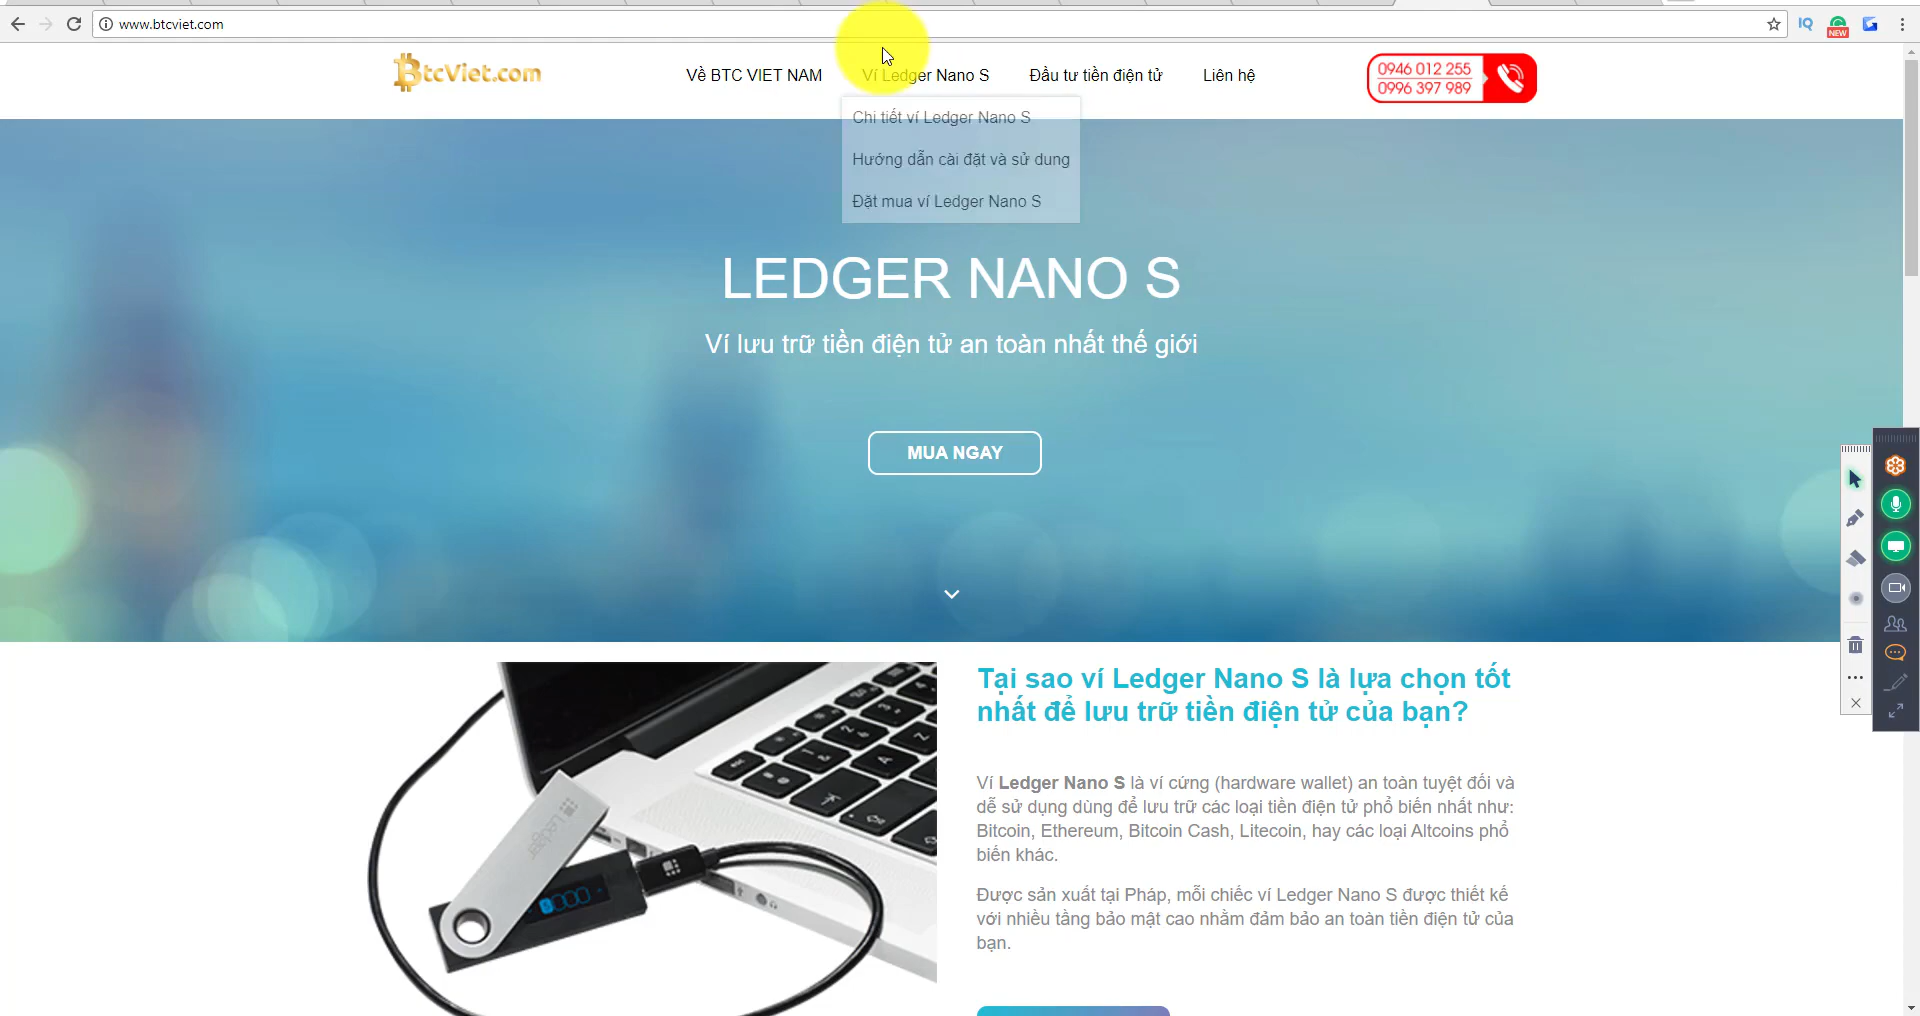 www.btcviet.com
NEW
BtcViet.com
Về BTC VIET NAM
Ví Ledger Nano S
Đầu tư tiền điện tử
Liên hệ
0946 012 255
0996 397 989
Chi tiết ví Ledger Nano S
Hướng dẫn cài đặt và sử dung
Đặt mua ví Ledger Nano S
LEDGER NANO S
Ví lưu trữ tiền điện tử an toàn nhất thế giới
MUA NGAY
Tại sao ví Ledger Nano S là lựa chọn tốt
nhất để lưu trữ tiền điện tử của bạn?
Ví Ledger Nano S là ví cứng (hardware wallet) an toàn tuyệt đối và
dễ sử dụng dùng để lưu trữ các loại tiền điện tử phổ biến nhất như:
Bitcoin, Ethereum, Bitcoin Cash, Litecoin, hay các loại Altcoins phổ
biến khác.
Được sản xuất tại Pháp, mỗi chiếc ví Ledger Nano S được thiết kế
với nhiều tầng bảo mật cao nhằm đảm bảo an toàn tiền điện tử của
bạn.
Ledger